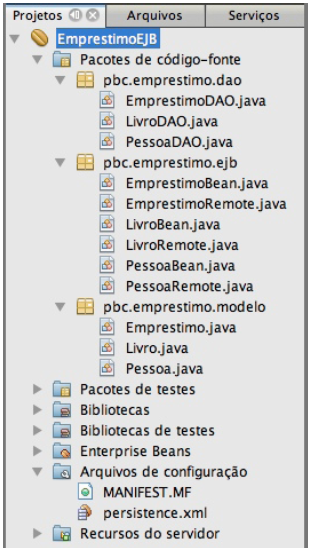 Projetos Arquivos Serviços
EmprestimoEJB
Pacotes de código-fonte
pbc.emprestimo.dao
EmprestimoDAO.java
LivroDAO.java
PessoaDAO.java
pbc.emprestimo.ejb
EmprestimoBean.java
EmprestimoRemote.java
LivroBean.java
LivroRemote.java
PessoaBean.java
PessoaRemote.java
pbc.emprestimo.modelo
Emprestimo.java
Livro.java
Pessoa.java
Pacotes de testes
Bibliotecas
Bibliotecas de testes
Enterprise Beans
Arquivos de configuração
MANIFEST.MF
persistence.xml
Recursos do servidor